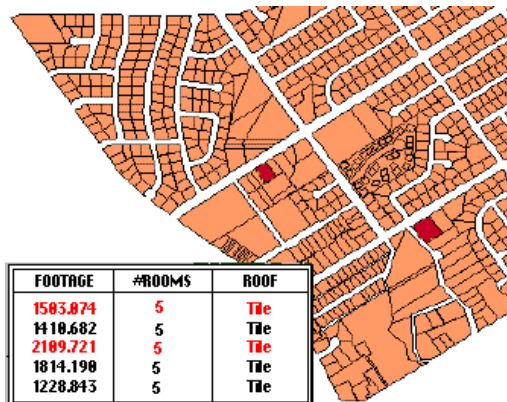 FOOTAGE #ROOMS ROOF
1503.074 5 Tile
1410.682 5 Tile
2109.721 5 Tile
1814.190 5 Tile
1228.843 5 Tile